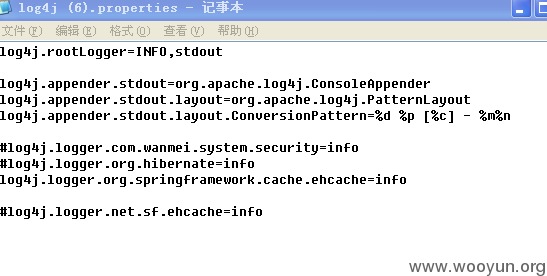 log4j (6).properties - 记事本
文件(F) 编辑(E) 格式(O) 查看(V) 帮助(H)
log4j.rootLogger=INFO,stdout
log4j.appender.stdout=org.apache.log4j.ConsoleAppender
log4j.appender.stdout.layout=org.apache.log4j.PatternLayout
log4j.appender.stdout.layout.ConversionPattern=%d %p [%c] - %m%n
#log4j.logger.com.wanmei.system.security=info
#log4j.logger.org.hibernate=info
log4j.logger.org.springframework.cache.ehcache=info
#log4j.logger.net.sf.ehcache=info
www.wooyun.org